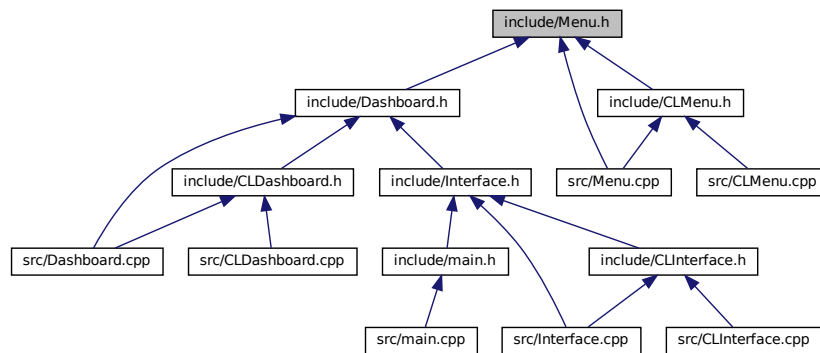 include/Menu.h
include/Dashboard.h
include/CLMenu.h
include/CLDashboard.h
include/Interface.h
src/Menu.cpp
src/CLMenu.cpp
src/Dashboard.cpp
src/CLDashboard.cpp
include/main.h
include/CLInterface.h
src/main.cpp
src/Interface.cpp
src/CLInterface.cpp